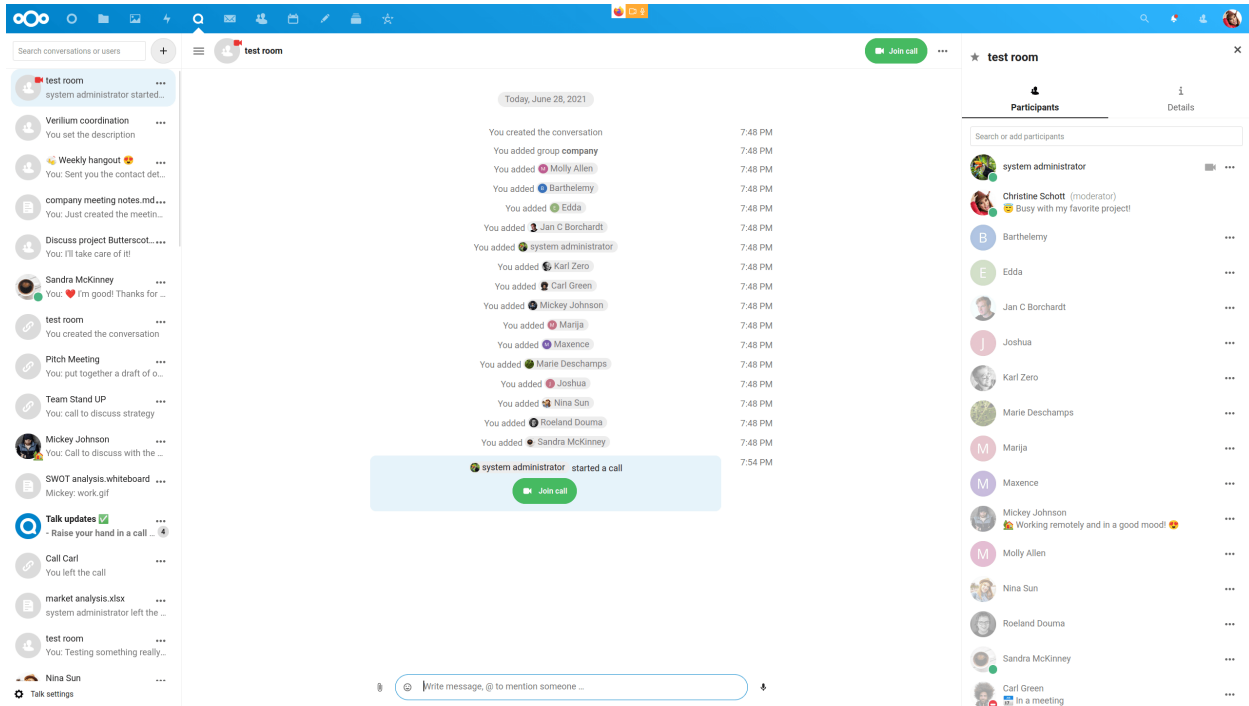 Search conversations or users
+
test room
system administrator started...
Verilium coordination
You set the description
👋 Weekly hangout 😍
You: Sent you the contact det...
company meeting notes.md...
You: Just created the meetin...
Discuss project Butterscot...
You: I'll take care of it!
Sandra McKinney
You: ❤️ I'm good! Thanks for ...
test room
You created the conversation
Pitch Meeting
You: put together a draft of o...
Team Stand UP
You: call to discuss strategy
Mickey Johnson
You: Call to discuss with the ...
SWOT analysis.whiteboard
Mickey: work.gif
Talk updates ✅
- Raise your hand in a call ... 4
Call Carl
You left the call
market analysis.xlsx
system administrator left the ...
test room
You: Testing something really...
Nina Sun
Talk settings
test room
Join call
Today, June 28, 2021
You created the conversation 7:48 PM
You added group company 7:48 PM
You added M Molly Allen 7:48 PM
You added B Barthelemy 7:48 PM
You added E Edda 7:48 PM
You added Jan C Borchardt 7:48 PM
You added system administrator 7:48 PM
You added Karl Zero 7:48 PM
You added Carl Green 7:48 PM
You added Mickey Johnson 7:48 PM
You added M Marija 7:48 PM
You added M Maxence 7:48 PM
You added Marie Deschamps 7:48 PM
You added J Joshua 7:48 PM
You added Nina Sun 7:48 PM
You added Roeland Douma 7:48 PM
You added Sandra McKinney 7:48 PM
system administrator started a call 7:54 PM
Join call
Write message, @ to mention someone ...
test room
Participants
Details
Search or add participants
system administrator
Christine Schott (moderator)
😇 Busy with my favorite project!
B Barthelemy
E Edda
Jan C Borchardt
J Joshua
Karl Zero
Marie Deschamps
M Marija
M Maxence
Mickey Johnson
🏡 Working remotely and in a good mood! 😍
M Molly Allen
Nina Sun
Roeland Douma
Sandra McKinney
Carl Green
📅 In a meeting